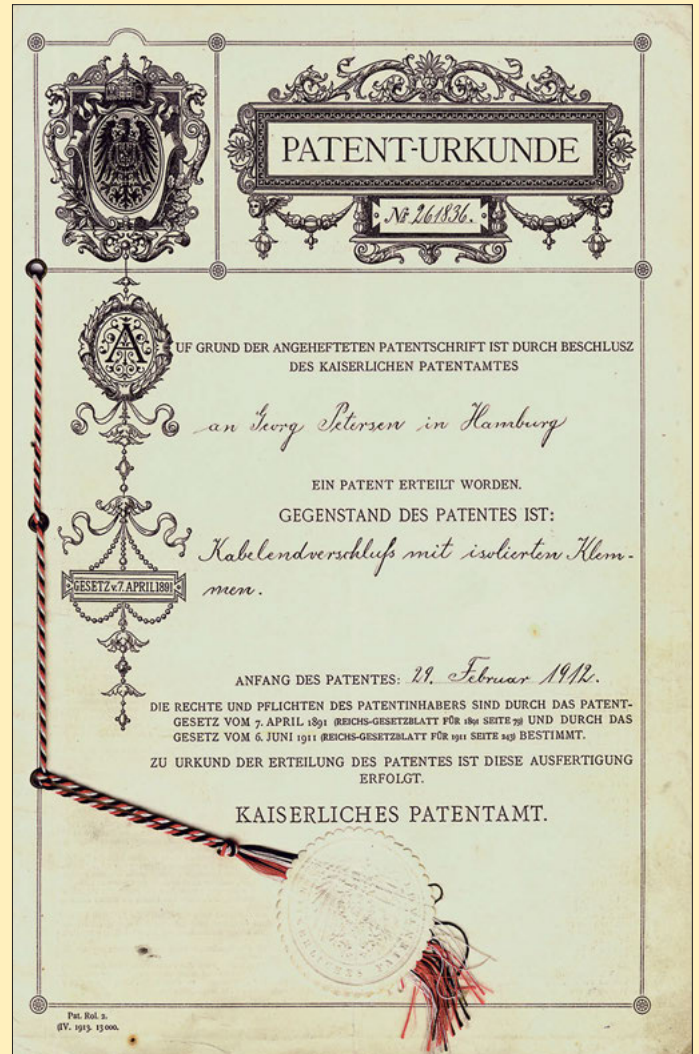 PATENT-URKUNDE
№ 261836.
AUF GRUND DER ANGEHEFTETEN PATENTSCHRIFT IST DURCH BESCHLUSZ
DES KAISERLICHEN PATENTAMTES
an Georg Petersen in Hamburg
EIN PATENT ERTEILT WORDEN.
GEGENSTAND DES PATENTES IST:
Kabelendverschluß mit isolierten Klem-
men.
GESETZ v. 7. APRIL 1891
ANFANG DES PATENTES: 29. Februar 1912.
DIE RECHTE UND PFLICHTEN DES PATENTINHABERS SIND DURCH DAS PATENT-
GESETZ VOM 7. APRIL 1891 (REICHS-GESETZBLATT FÜR 1891 SEITE 79) UND DURCH DAS
GESETZ VOM 6. JUNI 1911 (REICHS-GESETZBLATT FÜR 1911 SEITE 243) BESTIMMT.
ZU URKUND DER ERTEILUNG DES PATENTES IST DIESE AUSFERTIGUNG
ERFOLGT.
KAISERLICHES PATENTAMT.
Pat. Rol. 2.
(IV. 1913. 13 000.